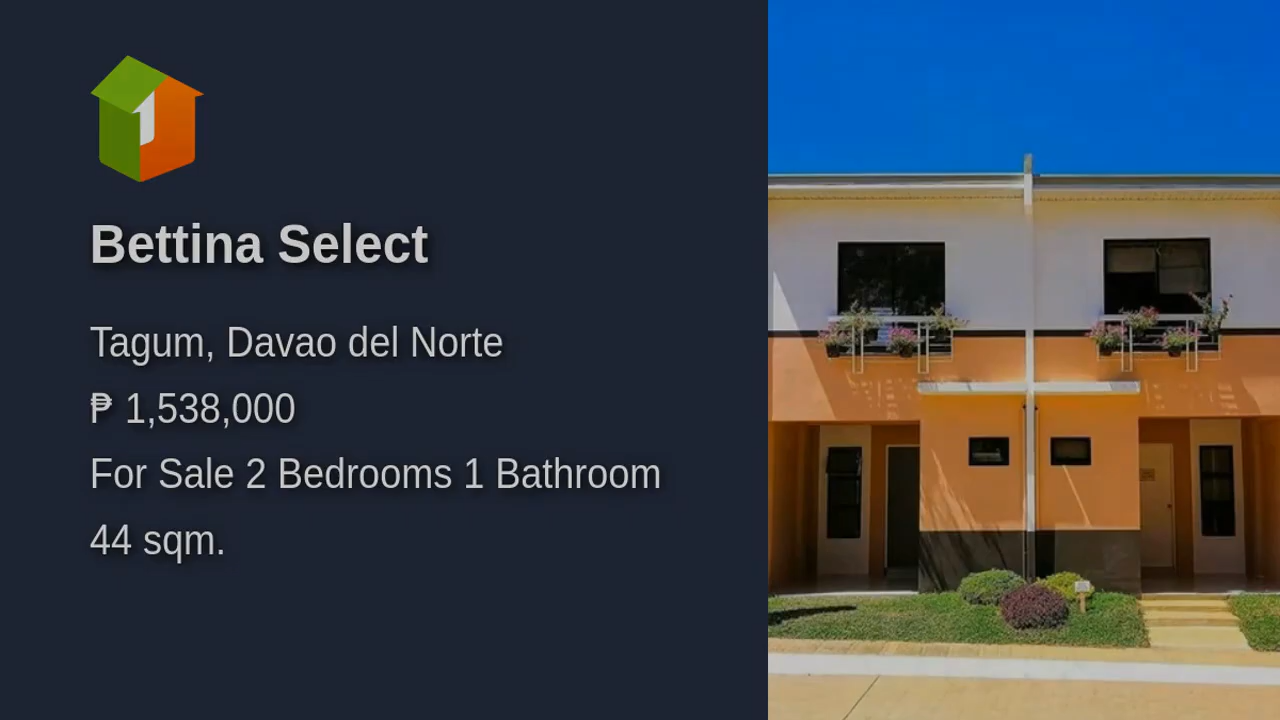 Bettina Select
Tagum, Davao del Norte
₱ 1,538,000
For Sale 2 Bedrooms 1 Bathroom
44 sqm.